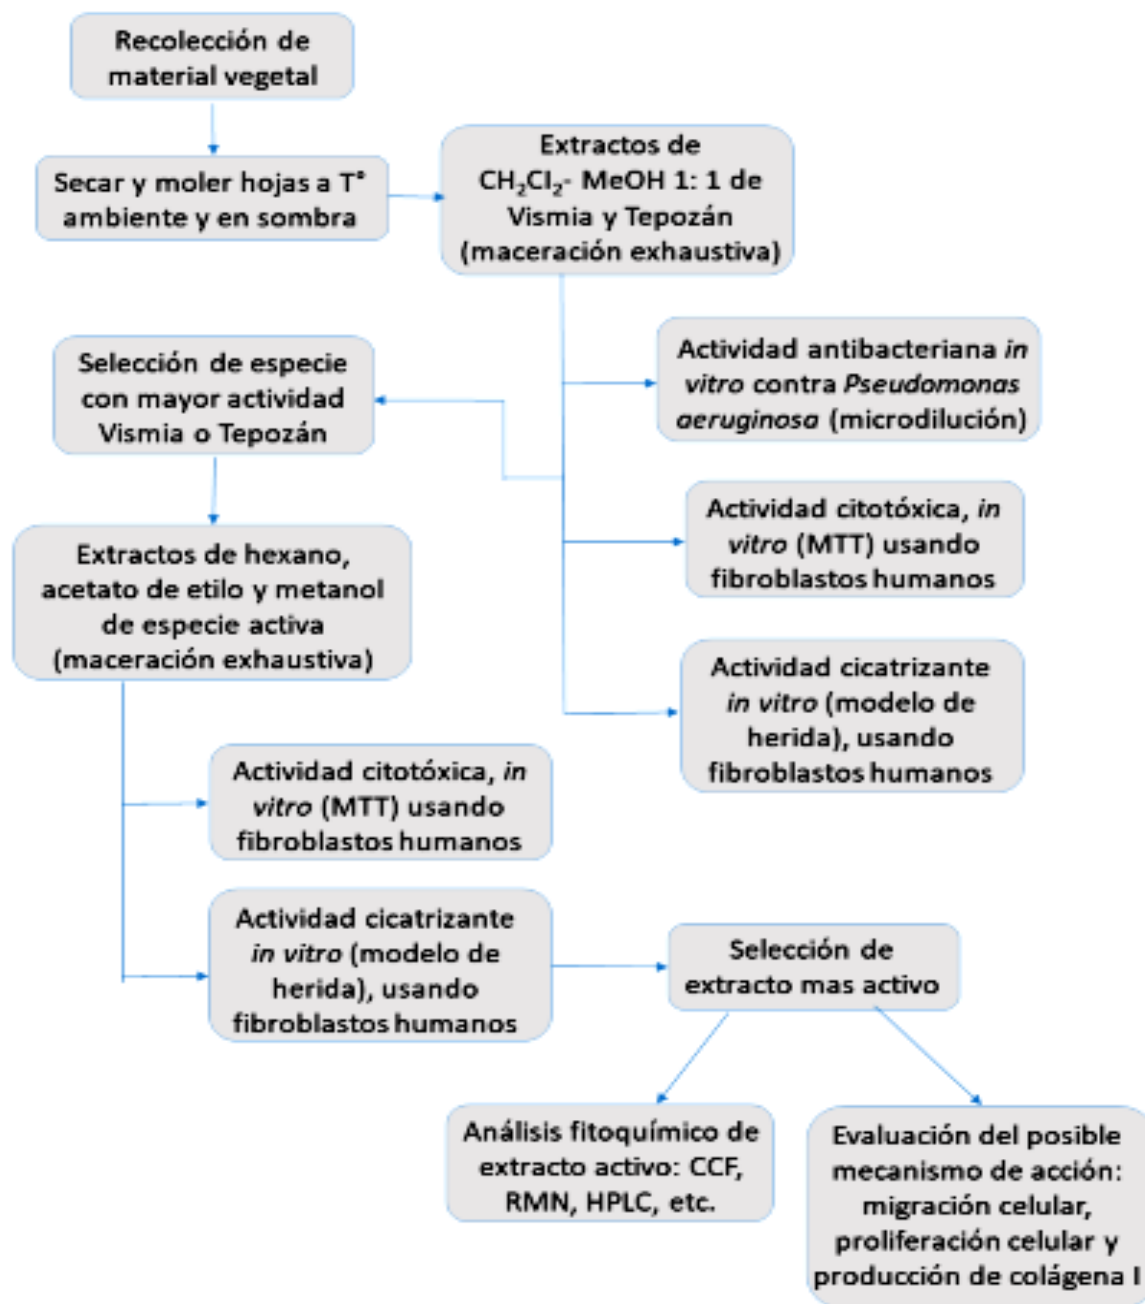 Recolección de
material vegetal
Secar y moler hojas a T°
ambiente y en sombra
Extractos de
CH₂Cl₂- MeOH 1: 1 de
Vismia y Tepozán
(maceración exhaustiva)
Actividad antibacteriana in
vitro contra Pseudomonas
aeruginosa (microdilución)
Actividad citotóxica, in
vitro (MTT) usando
fibroblastos humanos
Actividad cicatrizante
in vitro (modelo de
herida), usando
fibroblastos humanos
Selección de especie
con mayor actividad
Vismia o Tepozán
Extractos de hexano,
acetato de etilo y metanol
de especie activa
(maceración exhaustiva)
Actividad citotóxica, in
vitro (MTT) usando
fibroblastos humanos
Actividad cicatrizante
in vitro (modelo de
herida), usando
fibroblastos humanos
Selección de
extracto mas activo
Análisis fitoquímico de
extracto activo: CCF,
RMN, HPLC, etc.
Evaluación del posible
mecanismo de acción:
migración celular,
proliferación celular y
producción de colágena I